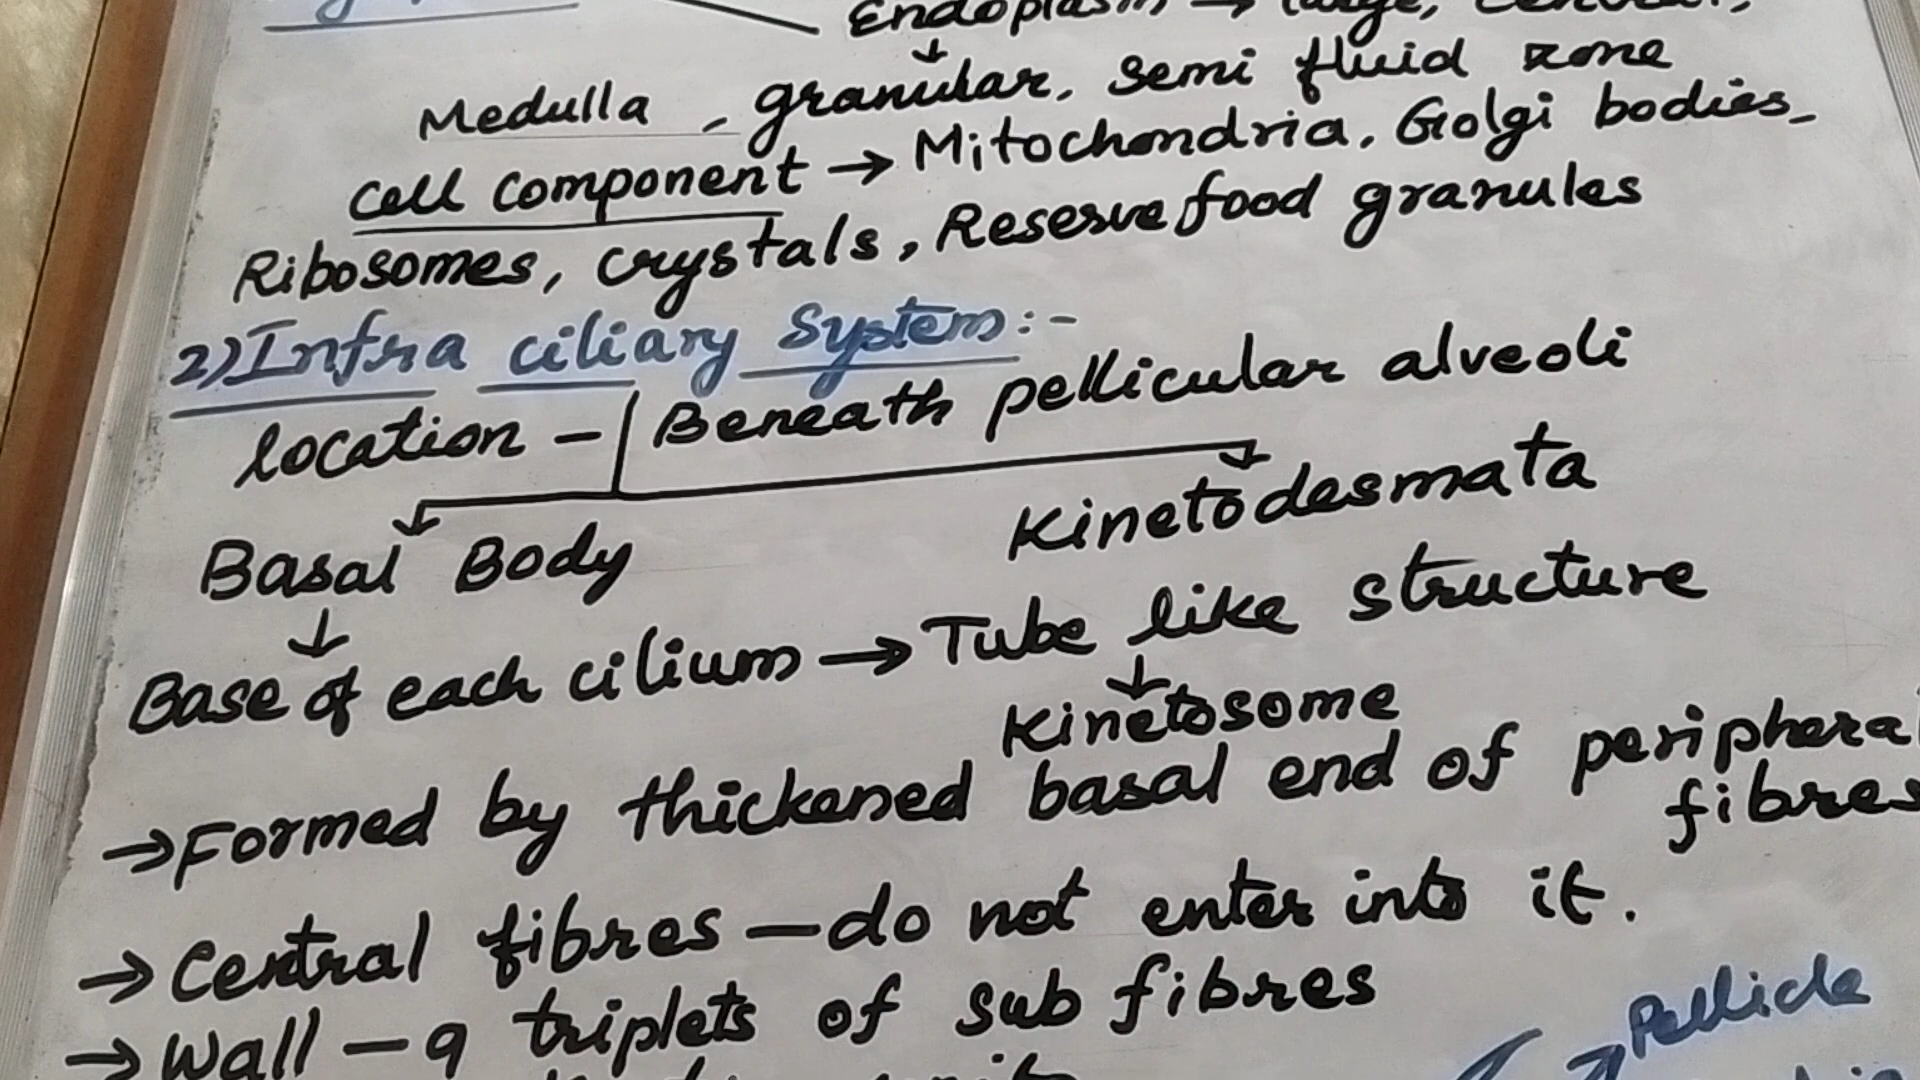 Endoplasm → large, central,
↓
Medulla, granular, semi fluid zone
Cell component → Mitochondria, Golgi bodies
Ribosomes, crystals, Reserve food granules
2) Infra ciliary System:-
location - Beneath pellicular alveoli
Basal Body
Kinetodesmata
↓
Base of each cilium → Tube like structure
↓
Kinetosome
→ Formed by thickened basal end of peripheral
fibres
→ Central fibres - do not enter into it.
→ Wall - 9 triplets of sub fibres
Pellicle